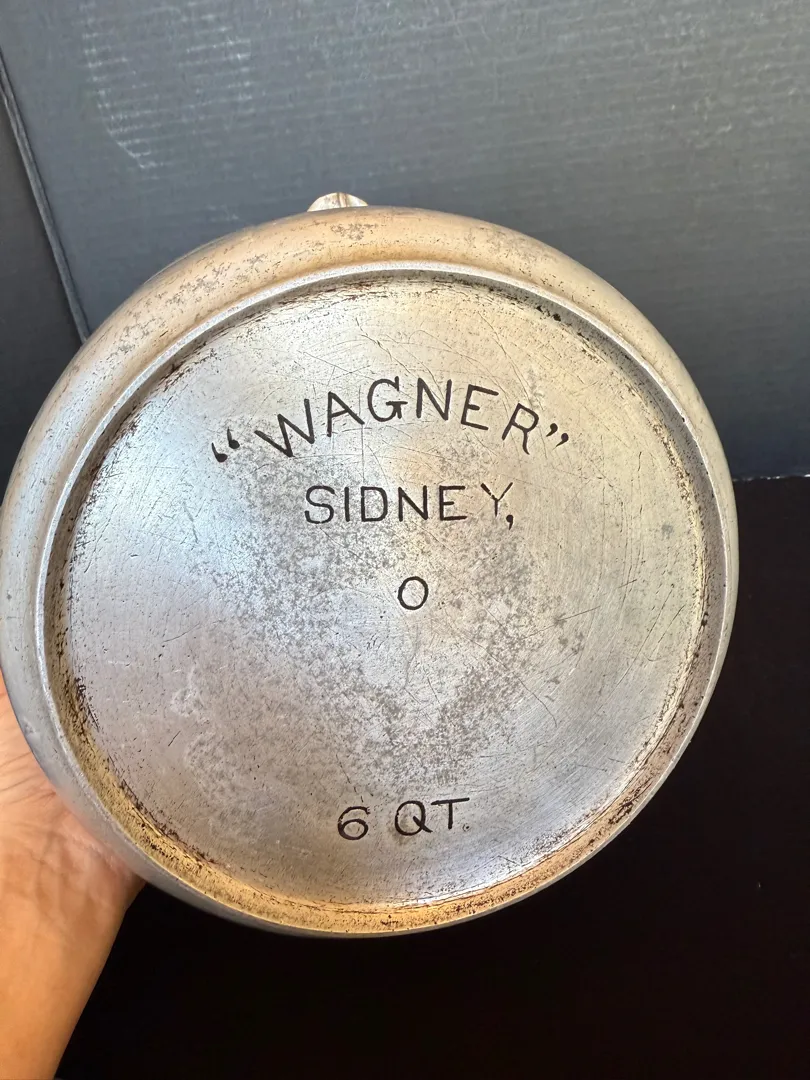 “WAGNER”
SIDNEY,
O
6 QT.